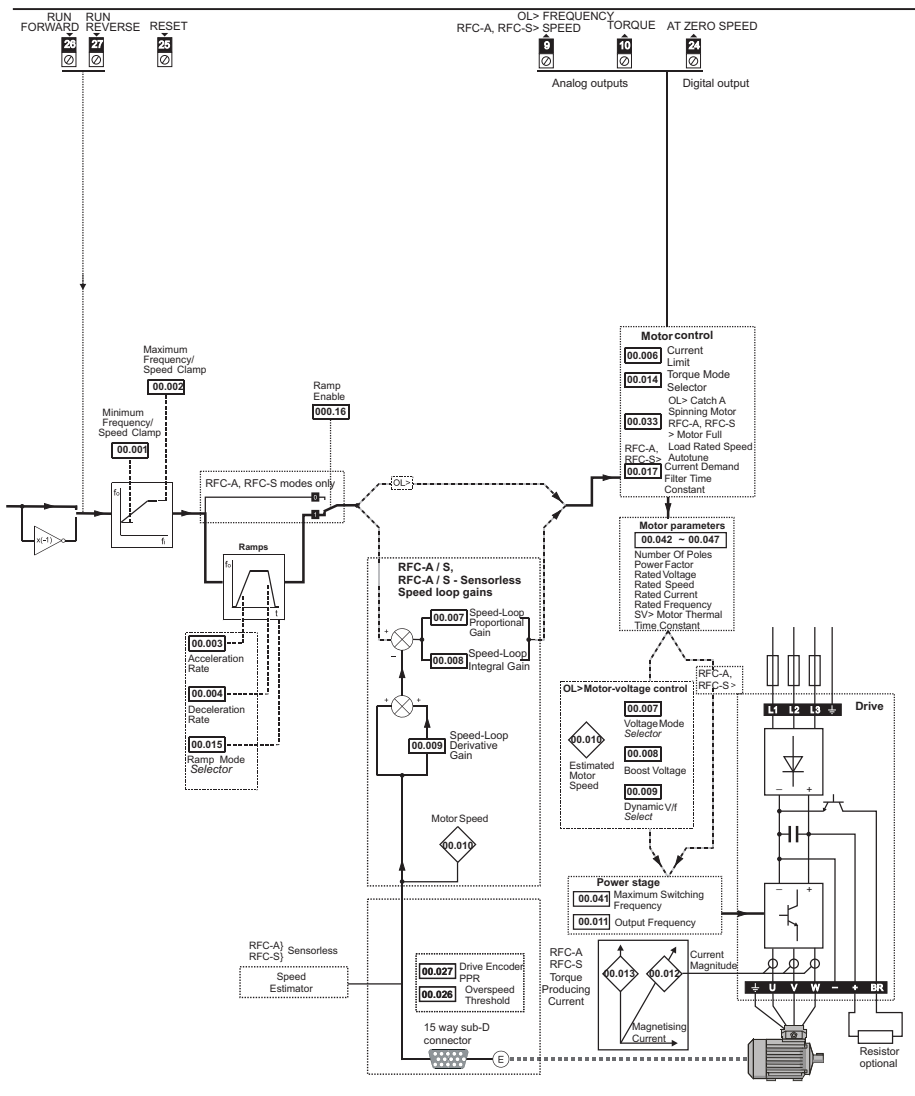 RUN FORWARD
RUN REVERSE
RESET
26
27
25
OL> FREQUENCY
RFC-A, RFC-S> SPEED
TORQUE
AT ZERO SPEED
9
10
24
Analog outputs
Digital output
Maximum
Frequency/
Speed Clamp
00.002
Minimum
Frequency/
Speed Clamp
00.001
Ramp
Enable
000.16
RFC-A, RFC-S modes only
0
1
OL>
x(-1)
fo
fi
Ramps
fo
t
00.003
Acceleration
Rate
00.004
Deceleration
Rate
00.015
Ramp Mode
Selector
RFC-A / S,
RFC-A / S - Sensorless
Speed loop gains
+
−
00.007
Speed-Loop
Proportional
Gain
00.008
Speed-Loop
Integral Gain
+
+
00.009
Speed-Loop
Derivative
Gain
Motor Speed
00.010
Motor control
00.006
Current
Limit
00.014
Torque Mode
Selector
00.033
OL> Catch A
Spinning Motor
RFC-A, RFC-S
> Motor Full
Load Rated Speed
Autotune
RFC-A,
RFC-S>
00.017
Current Demand
Filter Time
Constant
Motor parameters
00.042 ~ 00.047
Number Of Poles
Power Factor
Rated Voltage
Rated Speed
Rated Current
Rated Frequency
SV> Motor Thermal
Time Constant
RFC-A,
RFC-S >
OL>Motor-voltage control
00.010
Estimated
Motor
Speed
00.007
Voltage Mode
Selector
00.008
Boost Voltage
00.009
Dynamic V/f
Select
Power stage
00.041
Maximum Switching
Frequency
00.011
Output Frequency
L1
L2
L3
Drive
−
+
−
+
U
V
W
−
+
BR
Resistor
optional
RFC-A
RFC-S
Torque
Producing
Current
00.013
00.012
Current
Magnitude
Magnetising
Current
RFC-A}
RFC-S}
Sensorless
Speed
Estimator
00.027
Drive Encoder
PPR
00.026
Overspeed
Threshold
15 way sub-D
connector
E